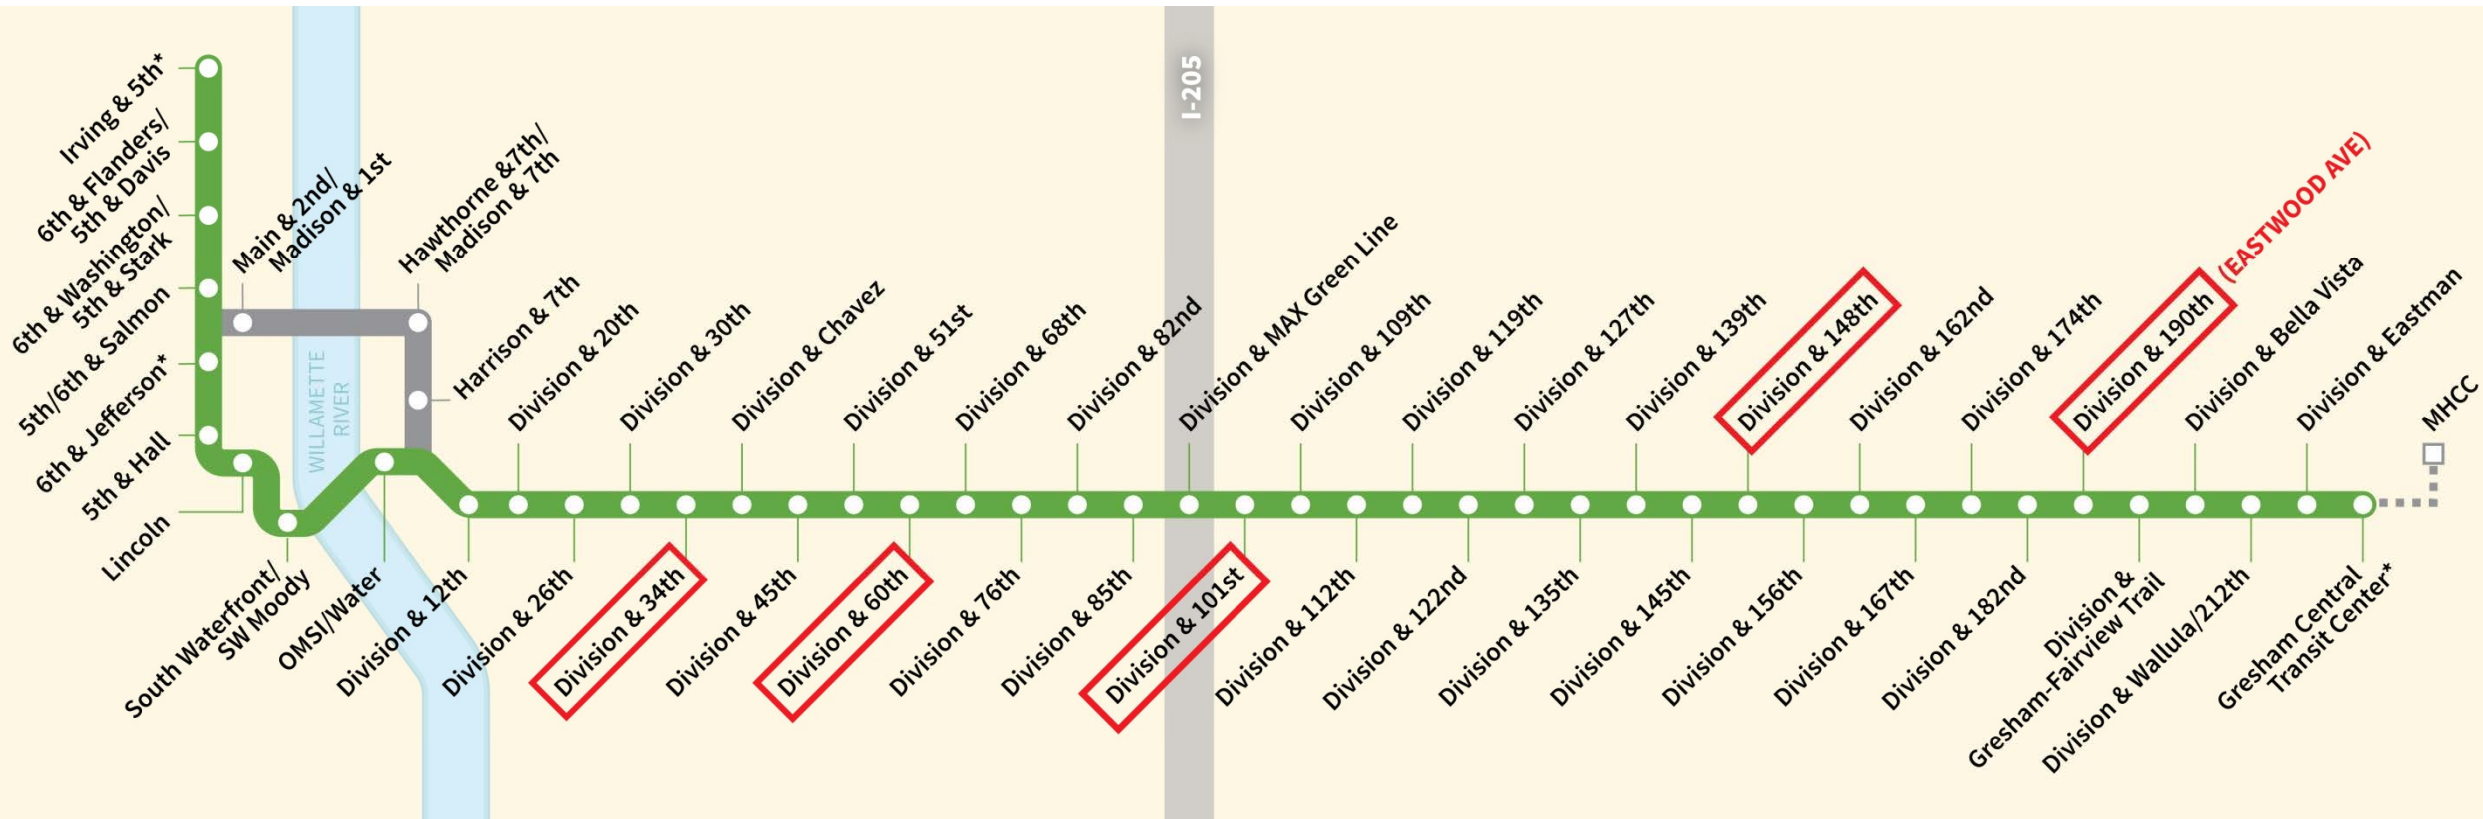 Irving & 5th*
6th & Flanders/
5th & Davis
6th & Washington/
5th & Stark
5th/6th & Salmon
6th & Jefferson*
5th & Hall
Lincoln
South Waterfront/
SW Moody
OMSI/Water
Main & 2nd/
Madison & 1st
Hawthorne &7th/
Madison & 7th
Harrison & 7th
WILLAMETTE
RIVER
I-205
Division & 12th
Division & 20th
Division & 26th
Division & 30th
Division & 34th
Division & Chavez
Division & 45th
Division & 51st
Division & 60th
Division & 68th
Division & 76th
Division & 82nd
Division & 85th
Division & MAX Green Line
Division & 101st
Division & 109th
Division & 112th
Division & 119th
Division & 122nd
Division & 127th
Division & 135th
Division & 139th
Division & 145th
Division & 148th
Division & 156th
Division & 162nd
Division & 167th
Division & 174th
Division & 182nd
Division & 190th
(EASTWOOD AVE)
Division &
Gresham-Fairview Trail
Division & Bella Vista
Division & Wallula/212th
Division & Eastman
Gresham Central
Transit Center*
MHCC